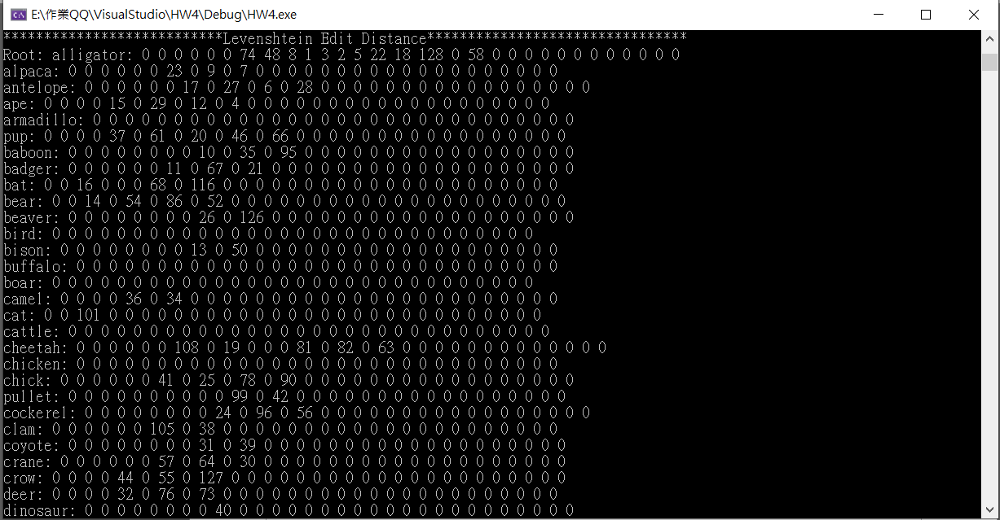 E:\作業QQ\VisualStudio\HW4\Debug\HW4.exe
***************************Levenshtein Edit Distance********************************
Root: alligator: 0 0 0 0 0 0 74 48 8 1 3 2 5 22 18 128 0 58 0 0 0 0 0 0 0 0 0 0 0 0
alpaca: 0 0 0 0 0 0 23 0 9 0 7 0 0 0 0 0 0 0 0 0 0 0 0 0 0 0 0 0 0 0
antelope: 0 0 0 0 0 0 17 0 27 0 6 0 28 0 0 0 0 0 0 0 0 0 0 0 0 0 0 0 0 0
ape: 0 0 0 0 15 0 29 0 12 0 4 0 0 0 0 0 0 0 0 0 0 0 0 0 0 0 0 0 0 0
armadillo: 0 0 0 0 0 0 0 0 0 0 0 0 0 0 0 0 0 0 0 0 0 0 0 0 0 0 0 0 0 0
pup: 0 0 0 0 37 0 61 0 20 0 46 0 66 0 0 0 0 0 0 0 0 0 0 0 0 0 0 0 0 0
baboon: 0 0 0 0 0 0 0 0 10 0 35 0 95 0 0 0 0 0 0 0 0 0 0 0 0 0 0 0 0 0
badger: 0 0 0 0 0 0 11 0 67 0 21 0 0 0 0 0 0 0 0 0 0 0 0 0 0 0 0 0 0 0
bat: 0 0 16 0 0 0 68 0 116 0 0 0 0 0 0 0 0 0 0 0 0 0 0 0 0 0 0 0 0 0
bear: 0 0 14 0 54 0 86 0 52 0 0 0 0 0 0 0 0 0 0 0 0 0 0 0 0 0 0 0 0 0
beaver: 0 0 0 0 0 0 0 0 26 0 126 0 0 0 0 0 0 0 0 0 0 0 0 0 0 0 0 0 0 0
bird: 0 0 0 0 0 0 0 0 0 0 0 0 0 0 0 0 0 0 0 0 0 0 0 0 0 0 0 0 0 0
bison: 0 0 0 0 0 0 0 0 13 0 50 0 0 0 0 0 0 0 0 0 0 0 0 0 0 0 0 0 0 0
buffalo: 0 0 0 0 0 0 0 0 0 0 0 0 0 0 0 0 0 0 0 0 0 0 0 0 0 0 0 0 0 0
boar: 0 0 0 0 0 0 0 0 0 0 0 0 0 0 0 0 0 0 0 0 0 0 0 0 0 0 0 0 0 0
camel: 0 0 0 0 36 0 34 0 0 0 0 0 0 0 0 0 0 0 0 0 0 0 0 0 0 0 0 0 0 0
cat: 0 0 101 0 0 0 0 0 0 0 0 0 0 0 0 0 0 0 0 0 0 0 0 0 0 0 0 0 0 0
cattle: 0 0 0 0 0 0 0 0 0 0 0 0 0 0 0 0 0 0 0 0 0 0 0 0 0 0 0 0 0 0
cheetah: 0 0 0 0 0 0 108 0 19 0 0 0 81 0 82 0 63 0 0 0 0 0 0 0 0 0 0 0 0 0
chicken: 0 0 0 0 0 0 0 0 0 0 0 0 0 0 0 0 0 0 0 0 0 0 0 0 0 0 0 0 0 0
chick: 0 0 0 0 0 0 41 0 25 0 78 0 90 0 0 0 0 0 0 0 0 0 0 0 0 0 0 0 0 0
pullet: 0 0 0 0 0 0 0 0 0 0 99 0 42 0 0 0 0 0 0 0 0 0 0 0 0 0 0 0 0 0
cockerel: 0 0 0 0 0 0 0 0 24 0 96 0 56 0 0 0 0 0 0 0 0 0 0 0 0 0 0 0 0 0
clam: 0 0 0 0 0 0 105 0 38 0 0 0 0 0 0 0 0 0 0 0 0 0 0 0 0 0 0 0 0 0
coyote: 0 0 0 0 0 0 0 0 31 0 39 0 0 0 0 0 0 0 0 0 0 0 0 0 0 0 0 0 0 0
crane: 0 0 0 0 0 0 57 0 64 0 30 0 0 0 0 0 0 0 0 0 0 0 0 0 0 0 0 0 0 0
crow: 0 0 0 0 44 0 55 0 127 0 0 0 0 0 0 0 0 0 0 0 0 0 0 0 0 0 0 0 0 0
deer: 0 0 0 0 32 0 76 0 73 0 0 0 0 0 0 0 0 0 0 0 0 0 0 0 0 0 0 0 0 0
dinosaur: 0 0 0 0 0 0 0 0 40 0 0 0 0 0 0 0 0 0 0 0 0 0 0 0 0 0 0 0 0 0